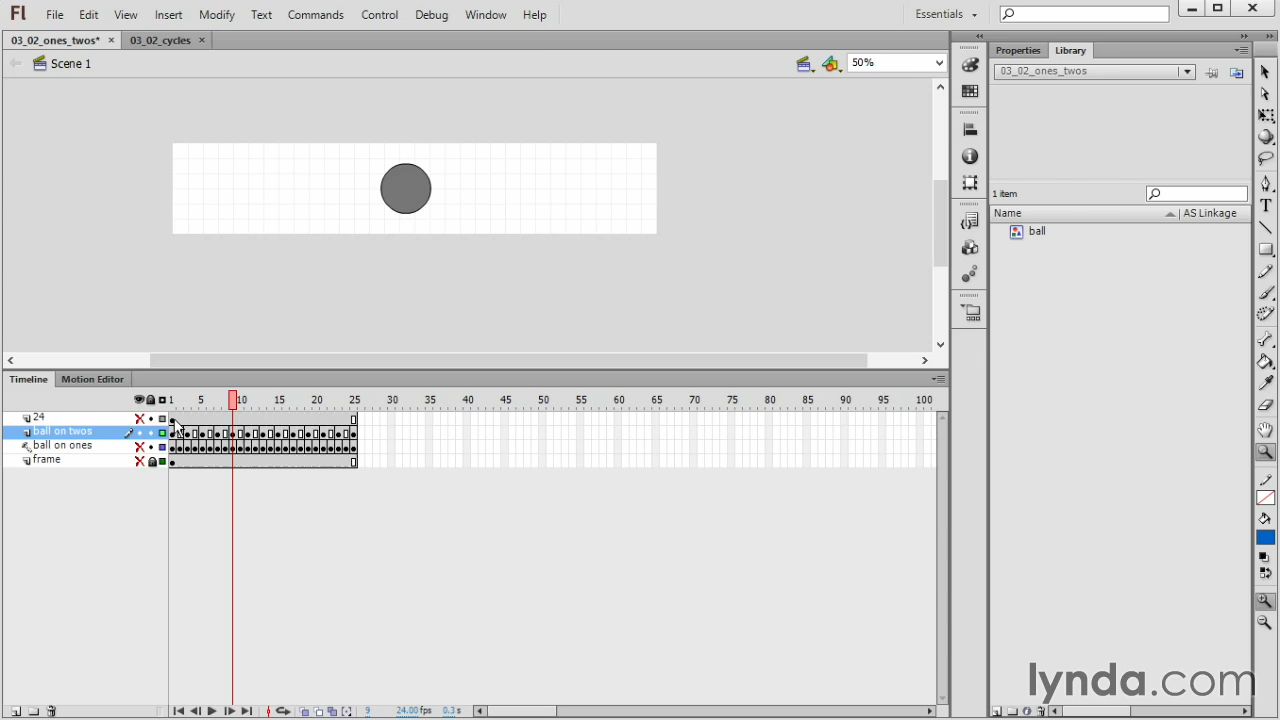 Fl File Edit View Insert Modify Text Commands Control Debug Window Help Essentials
03_02_ones_twos* × 03_02_cycles × Properties Library
Scene 1 50% 03_02_ones_twos
1 item
Name AS Linkage
ball
Timeline Motion Editor
1 5 10 15 20 25 30 35 40 45 50 55 60 65 70 75 80 85 90 95 100
24
ball on twos
ball on ones
frame
9 24.00 fps 0.3 s
lynda.com